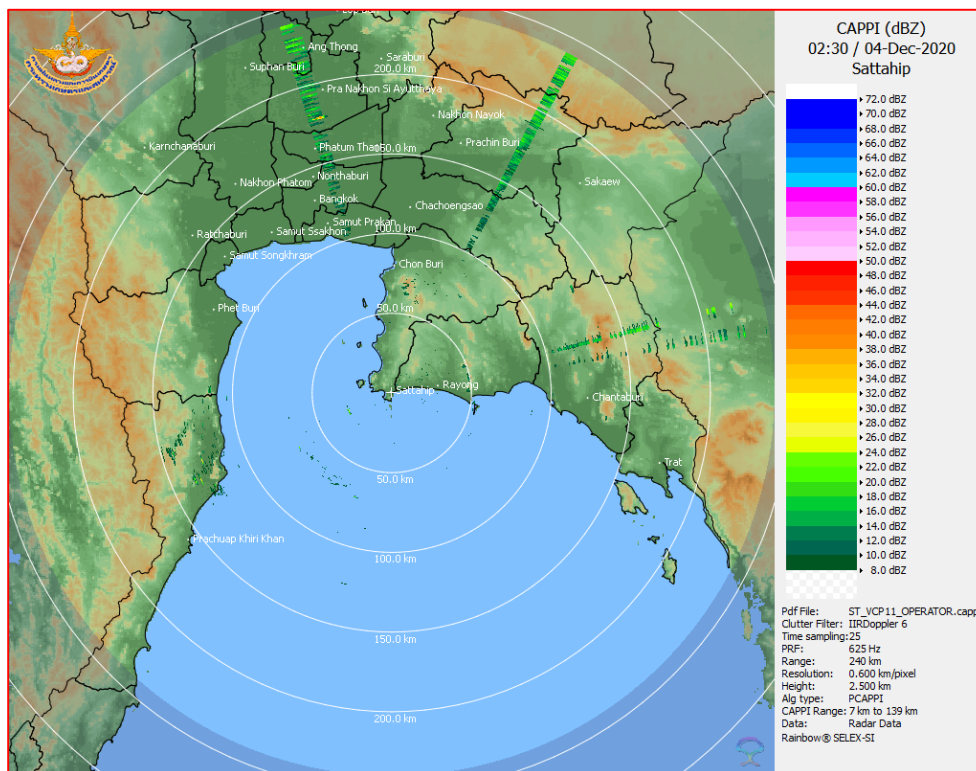 CAPPI (dBZ)
02:30 / 04-Dec-2020
Sattahip
72.0 dBZ
70.0 dBZ
68.0 dBZ
66.0 dBZ
64.0 dBZ
62.0 dBZ
60.0 dBZ
58.0 dBZ
56.0 dBZ
54.0 dBZ
52.0 dBZ
50.0 dBZ
48.0 dBZ
46.0 dBZ
44.0 dBZ
42.0 dBZ
40.0 dBZ
38.0 dBZ
36.0 dBZ
34.0 dBZ
32.0 dBZ
30.0 dBZ
28.0 dBZ
26.0 dBZ
24.0 dBZ
22.0 dBZ
20.0 dBZ
18.0 dBZ
16.0 dBZ
14.0 dBZ
12.0 dBZ
10.0 dBZ
8.0 dBZ
Pdf File: ST_VCP11_OPERATOR.capp
Clutter Filter: IIRDoppler 6
Time sampling: 25
PRF: 625 Hz
Range: 240 km
Resolution: 0.600 km/pixel
Height: 2.500 km
Alg type: PCAPPI
CAPPI Range: 7 km to 139 km
Data: Radar Data
Rainbow® SELEX-SI
Ang Thong
Saraburi
Suphan Buri
200.0 km
Pra Nakhon Si Ayutthaya
Nakhon Nayok
Karnchanaburi
Prachin Buri
Phatum Thani
150.0 km
Nonthaburi
Nakhon Phatom
Sakaew
Bangkok
Chachoengsao
Samut Prakan
Samut Ssakhon
100.0 km
Ratchaburi
Samut Songkhram
Chon Buri
Phet Buri
50.0 km
Sattahip
Rayong
Chantaburi
Trat
50.0 km
Prachuap Khiri Khan
100.0 km
150.0 km
200.0 km